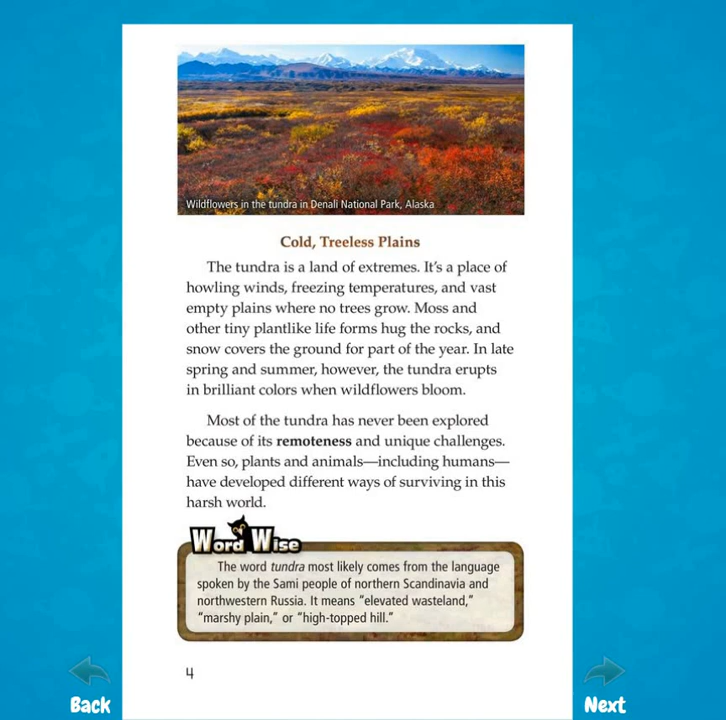 Wildflowers in the tundra in Denali National Park, Alaska
Cold, Treeless Plains
The tundra is a land of extremes. It's a place of
howling winds, freezing temperatures, and vast
empty plains where no trees grow. Moss and
other tiny plantlike life forms hug the rocks, and
snow covers the ground for part of the year. In late
spring and summer, however, the tundra erupts
in brilliant colors when wildflowers bloom.
Most of the tundra has never been explored
because of its remoteness and unique challenges.
Even so, plants and animals—including humans—
have developed different ways of surviving in this
harsh world.
Word Wise
The word tundra most likely comes from the language
spoken by the Sami people of northern Scandinavia and
northwestern Russia. It means "elevated wasteland,"
"marshy plain," or "high-topped hill."
4
Back
Next